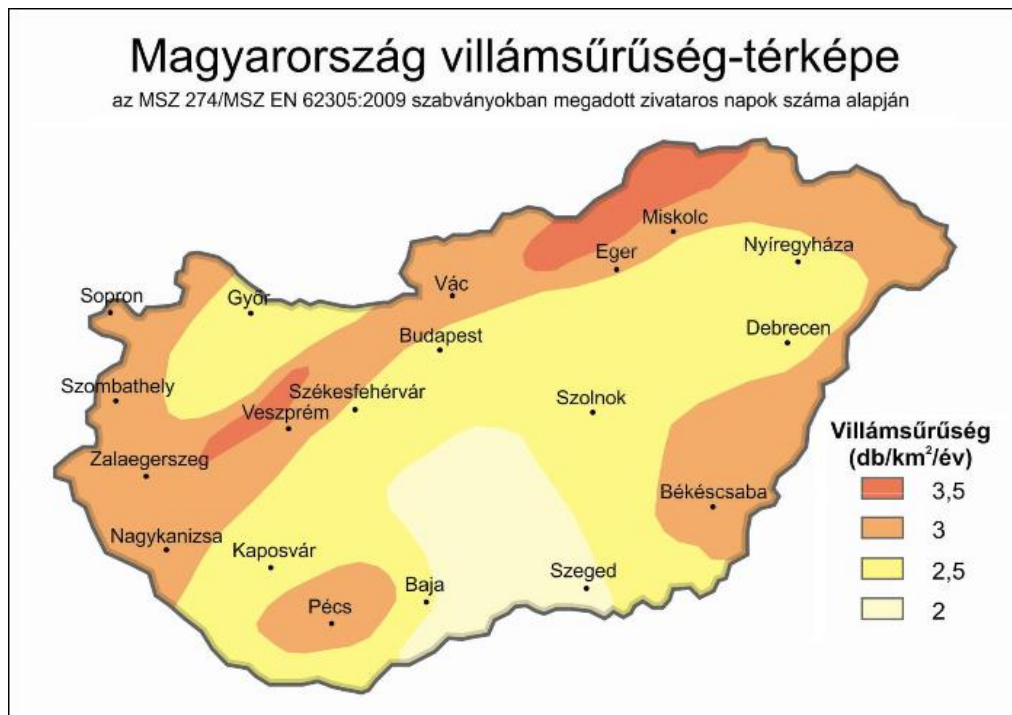 Magyarország villámsűrűség-térképe
az MSZ 274/MSZ EN 62305:2009 szabványokban megadott zivataros napok száma alapján
Miskolc
Eger
Nyíregyháza
Vác
Sopron
Győr
Budapest
Debrecen
Szombathely
Székesfehérvár
Veszprém
Szolnok
Zalaegerszeg
Békéscsaba
Nagykanizsa
Kaposvár
Baja
Szeged
Pécs
Villámsűrűség
(db/km²/év)
3,5
3
2,5
2